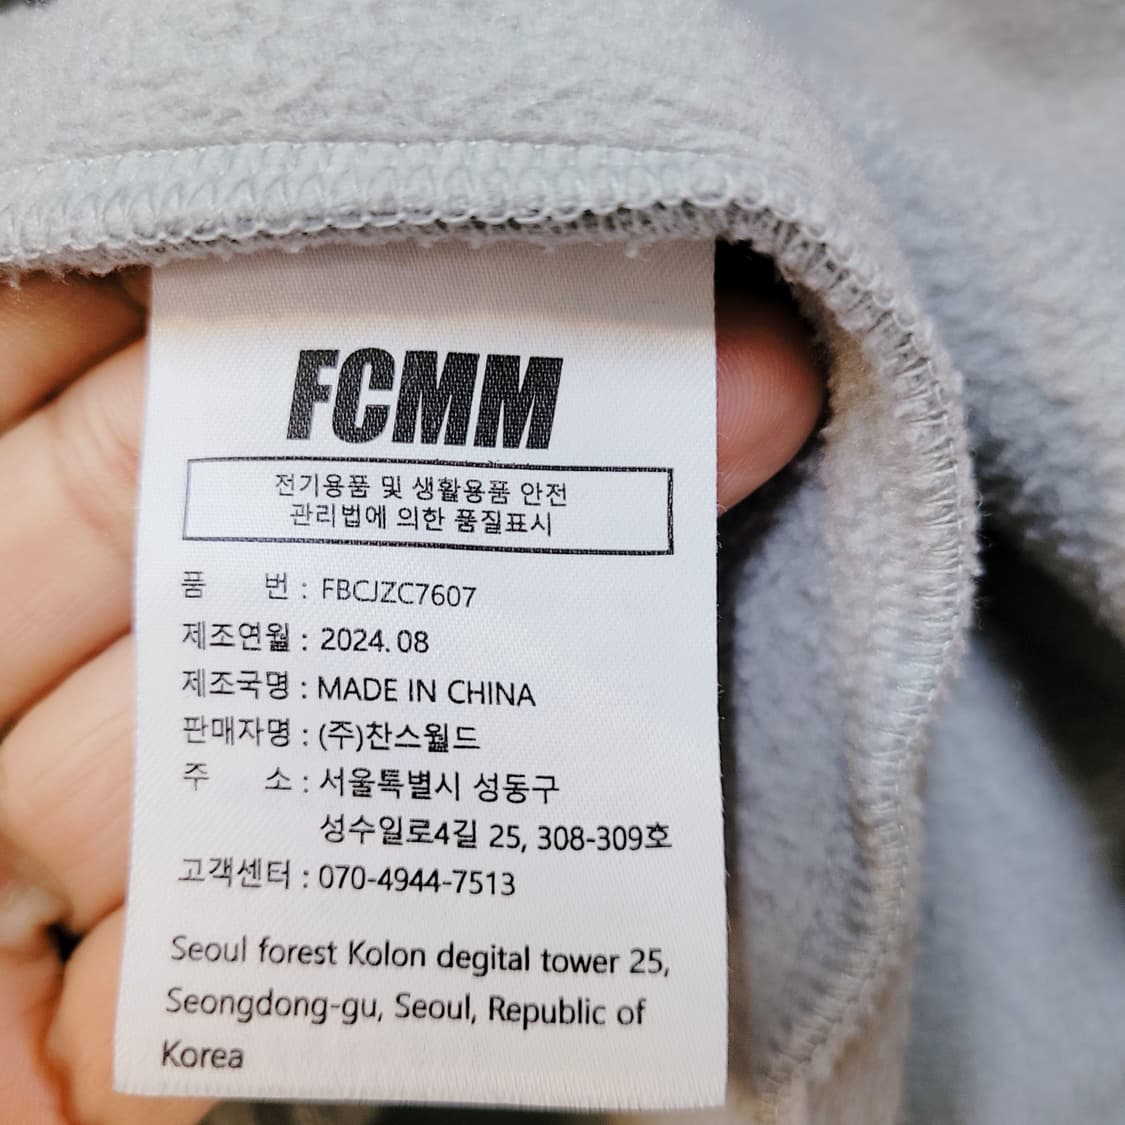 FCMM
전기용품 및 생활용품 안전
관리법에 의한 품질표시
품 번 : FBCJZC7607
제조연월 : 2024.08
제조국명 : MADE IN CHINA
판매자명 : (주)찬스월드
주 소 : 서울특별시 성동구
성수일로4길 25, 308-309호
고객센터 : 070-4944-7513
Seoul forest Kolon degital tower 25,
Seongdong-gu, Seoul, Republic of
Korea